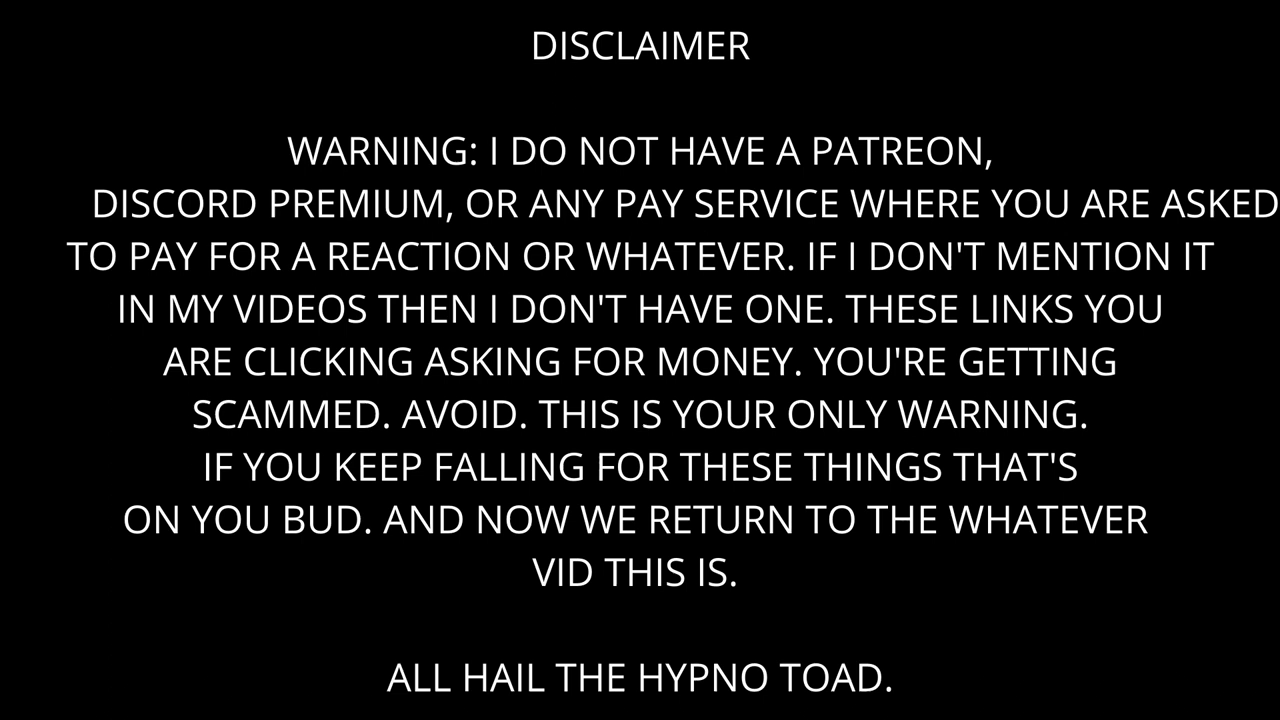 DISCLAIMER
WARNING: I DO NOT HAVE A PATREON,
DISCORD PREMIUM, OR ANY PAY SERVICE WHERE YOU ARE ASKED
TO PAY FOR A REACTION OR WHATEVER. IF I DON'T MENTION IT
IN MY VIDEOS THEN I DON'T HAVE ONE. THESE LINKS YOU
ARE CLICKING ASKING FOR MONEY. YOU'RE GETTING
SCAMMED. AVOID. THIS IS YOUR ONLY WARNING.
IF YOU KEEP FALLING FOR THESE THINGS THAT'S
ON YOU BUD. AND NOW WE RETURN TO THE WHATEVER
VID THIS IS.
ALL HAIL THE HYPNO TOAD.